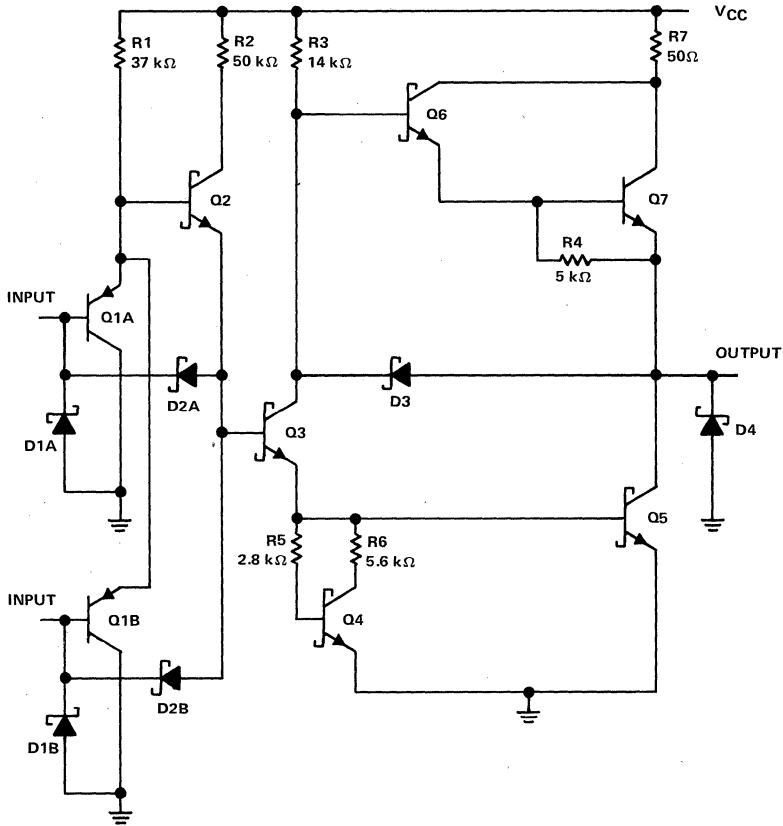 VCC
R1
37 kΩ
R2
50 kΩ
R3
14 kΩ
R7
50Ω
Q6
Q2
Q7
R4
5 kΩ
INPUT
Q1A
OUTPUT
D2A
D3
D1A
Q3
D4
Q5
R5
2.8 kΩ
R6
5.6 kΩ
INPUT
Q1B
Q4
D2B
D1B